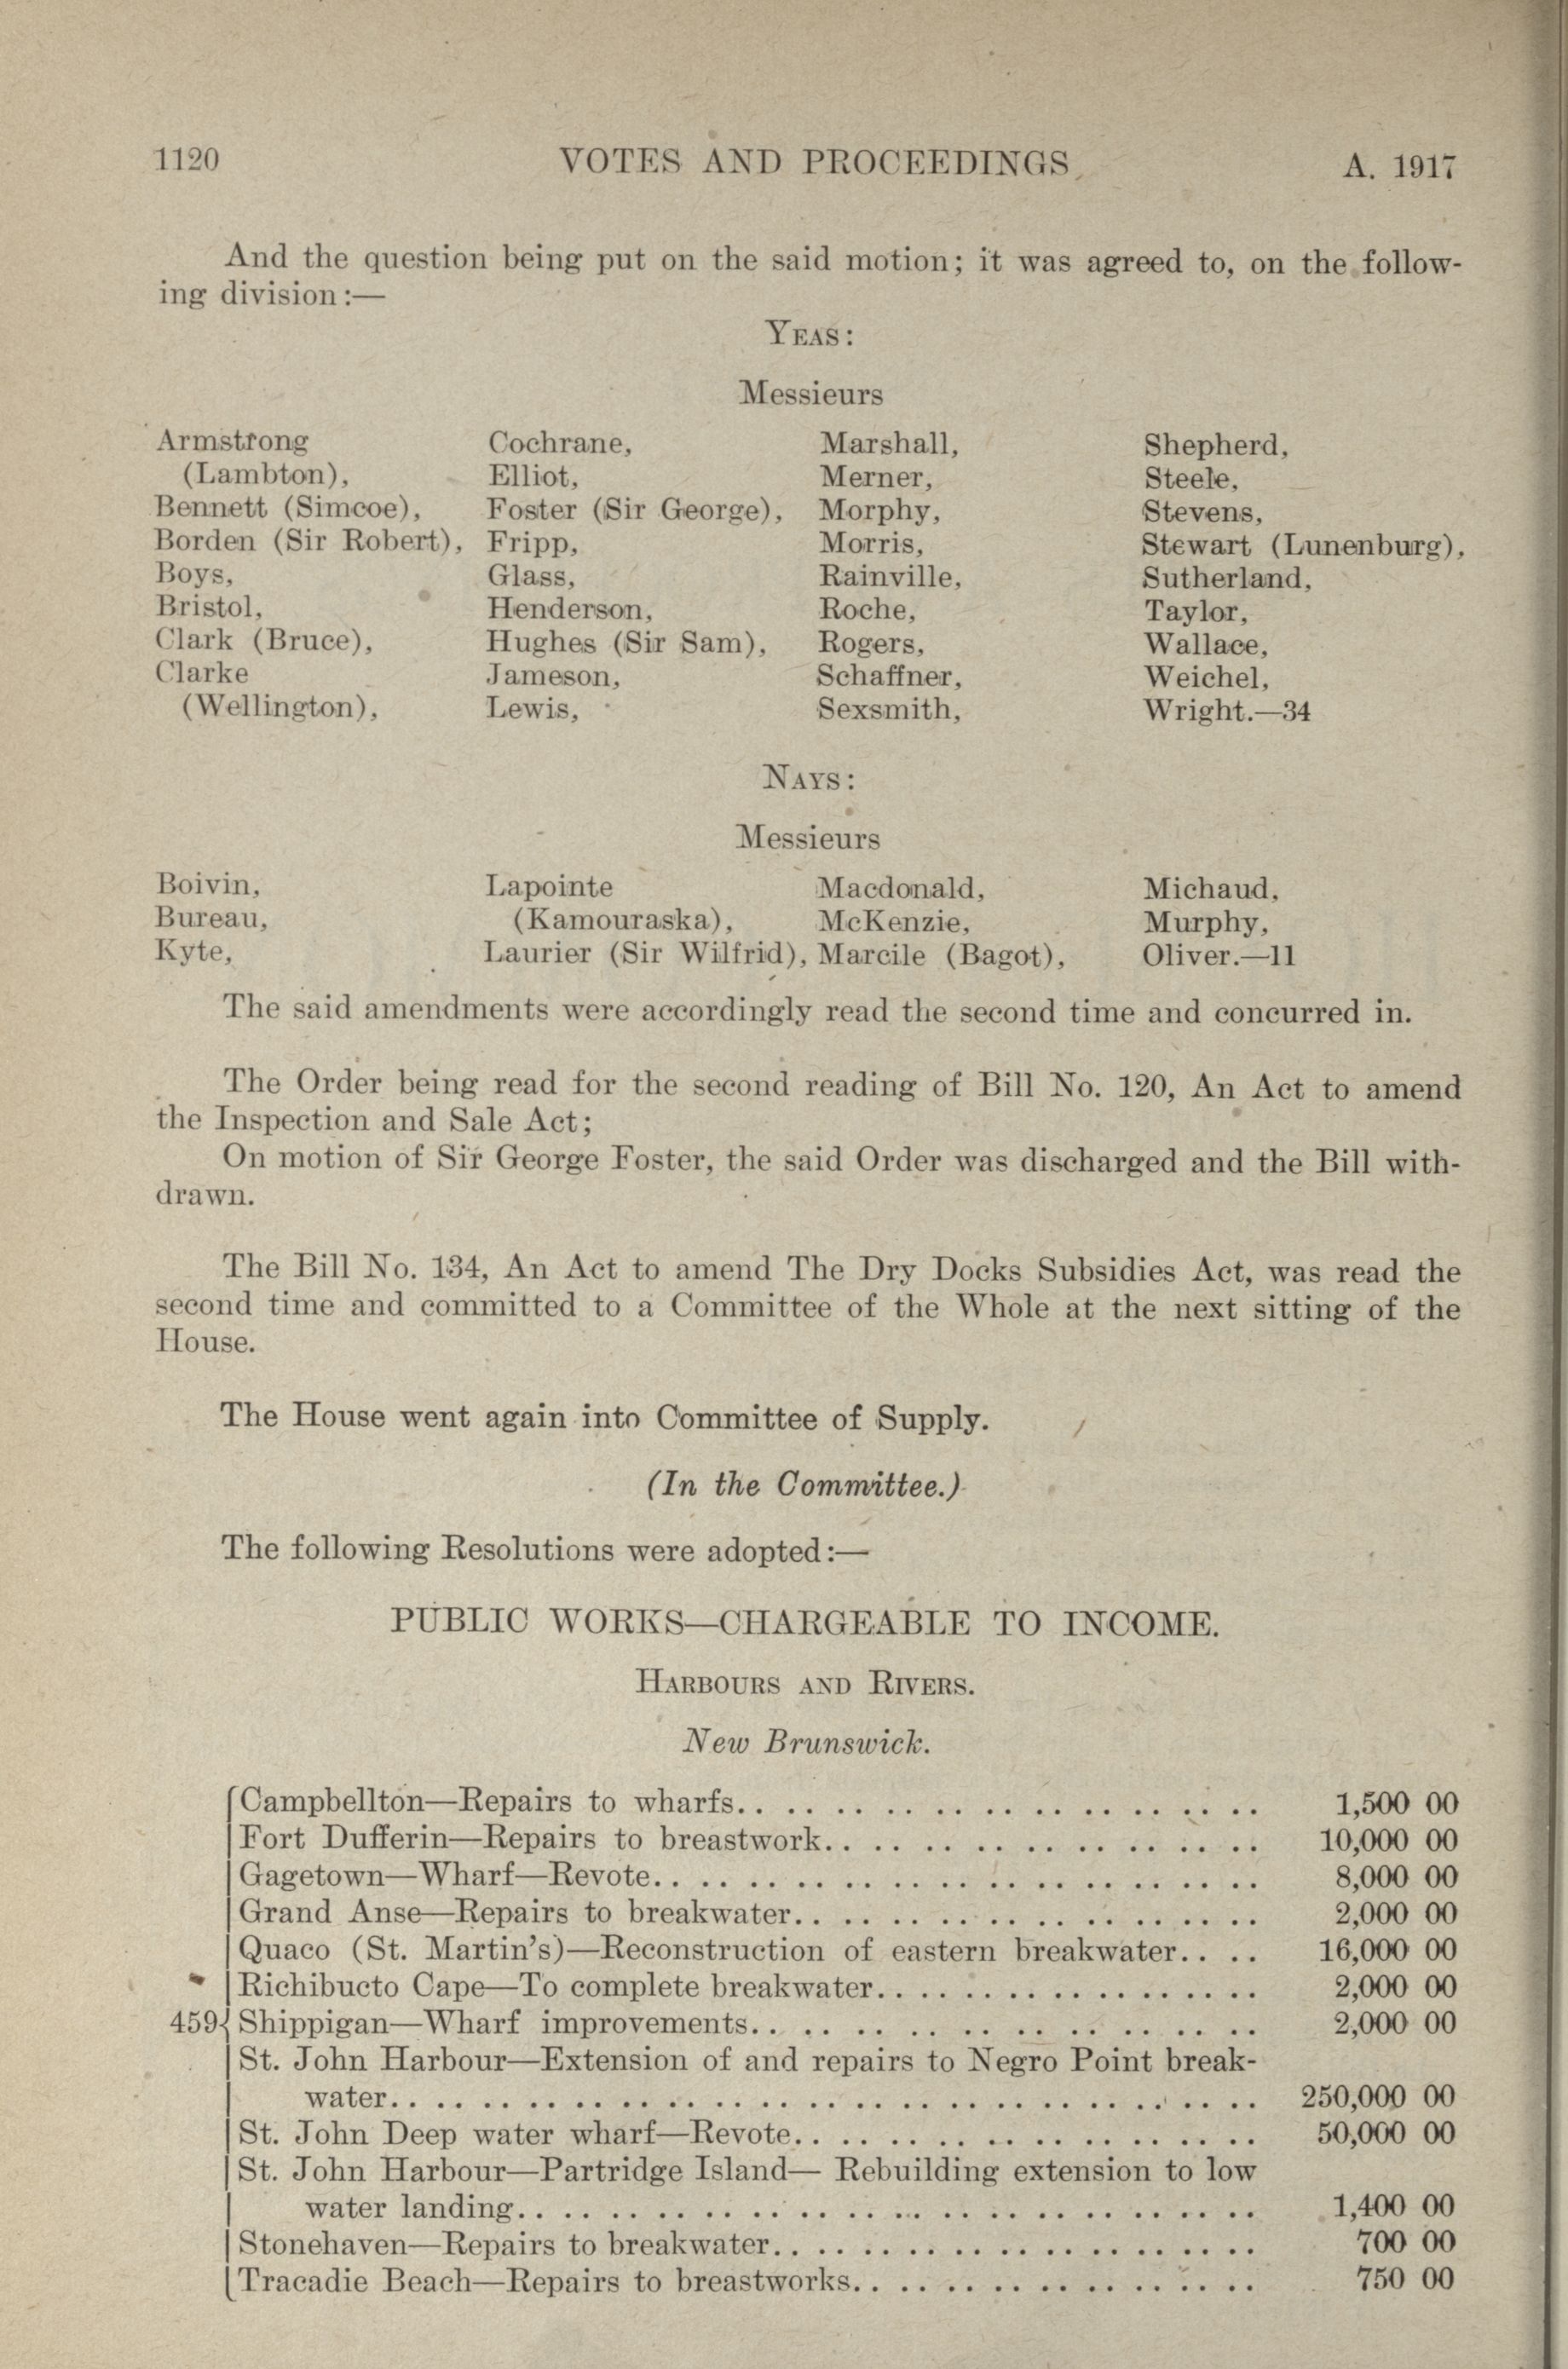 1120 VOTES AND PROCEEDINGS A. 1917
And the question being put on the said motion; it was agreed to, on the follow-
ing division:—
YEAS:
Messieurs
Armstrong Cochrane, Marshall, Shepherd,
(Lambton), Elliot, Merner, Steele,
Bennett (Simcoe), Foster (Sir George), Morphy, Stevens,
Borden (Sir Robert), Fripp, Morris, Stewart (Lunenburg),
Boys, Glass, Rainville, Sutherland,
Bristol, Henderson, Roche, Taylor,
Clark (Bruce), Hughes (Sir Sam), Rogers, Wallace,
Clarke Jameson, Schaffner, Weichel,
(Wellington), Lewis, Sexsmith, Wright.—34
NAYS:
Messieurs
Boivin, Lapointe Macdonald, Michaud,
Bureau, (Kamouraska), McKenzie, Murphy,
Kyte, Laurier (Sir Wilfrid), Marcile (Bagot), Oliver.—11
The said amendments were accordingly read the second time and concurred in.
The Order being read for the second reading of Bill No. 120, An Act to amend
the Inspection and Sale Act;
On motion of Sir George Foster, the said Order was discharged and the Bill with-
drawn.
The Bill No. 134, An Act to amend The Dry Docks Subsidies Act, was read the
second time and committed to a Committee of the Whole at the next sitting of the
House.
The House went again into Committee of Supply.
(In the Committee.)
The following Resolutions were adopted:—
PUBLIC WORKS—CHARGEABLE TO INCOME.
HARBOURS AND RIVERS.
New Brunswick.
Campbellton—Repairs to wharfs.. .. .. .. .. .. .. .. .. .. .. 1,500 00
Fort Dufferin—Repairs to breastwork.. .. .. .. .. .. .. .. .. 10,000 00
Gagetown—Wharf—Revote.. .. .. .. .. .. .. .. .. .. .. .. .. 8,000 00
Grand Anse—Repairs to breakwater.. .. .. .. .. .. .. .. .. .. 2,000 00
Quaco (St. Martin's)—Reconstruction of eastern breakwater.. .. 16,000 00
Richibucto Cape—To complete breakwater.. .. .. .. .. .. .. .. 2,000 00
459 { Shippigan—Wharf improvements.. .. .. .. .. .. .. .. .. .. 2,000 00
St. John Harbour—Extension of and repairs to Negro Point break-
water.. .. .. .. .. .. .. .. .. .. .. .. .. .. .. .. .. .. 250,000 00
St. John Deep water wharf—Revote.. .. .. .. .. .. .. .. .. .. 50,000 00
St. John Harbour—Partridge Island— Rebuilding extension to low
water landing.. .. .. .. .. .. .. .. .. .. .. .. .. .. .. .. 1,400 00
Stonehaven—Repairs to breakwater.. .. .. .. .. .. .. .. .. .. 700 00
Tracadie Beach—Repairs to breastworks.. .. .. .. .. .. .. .. .. 750 00